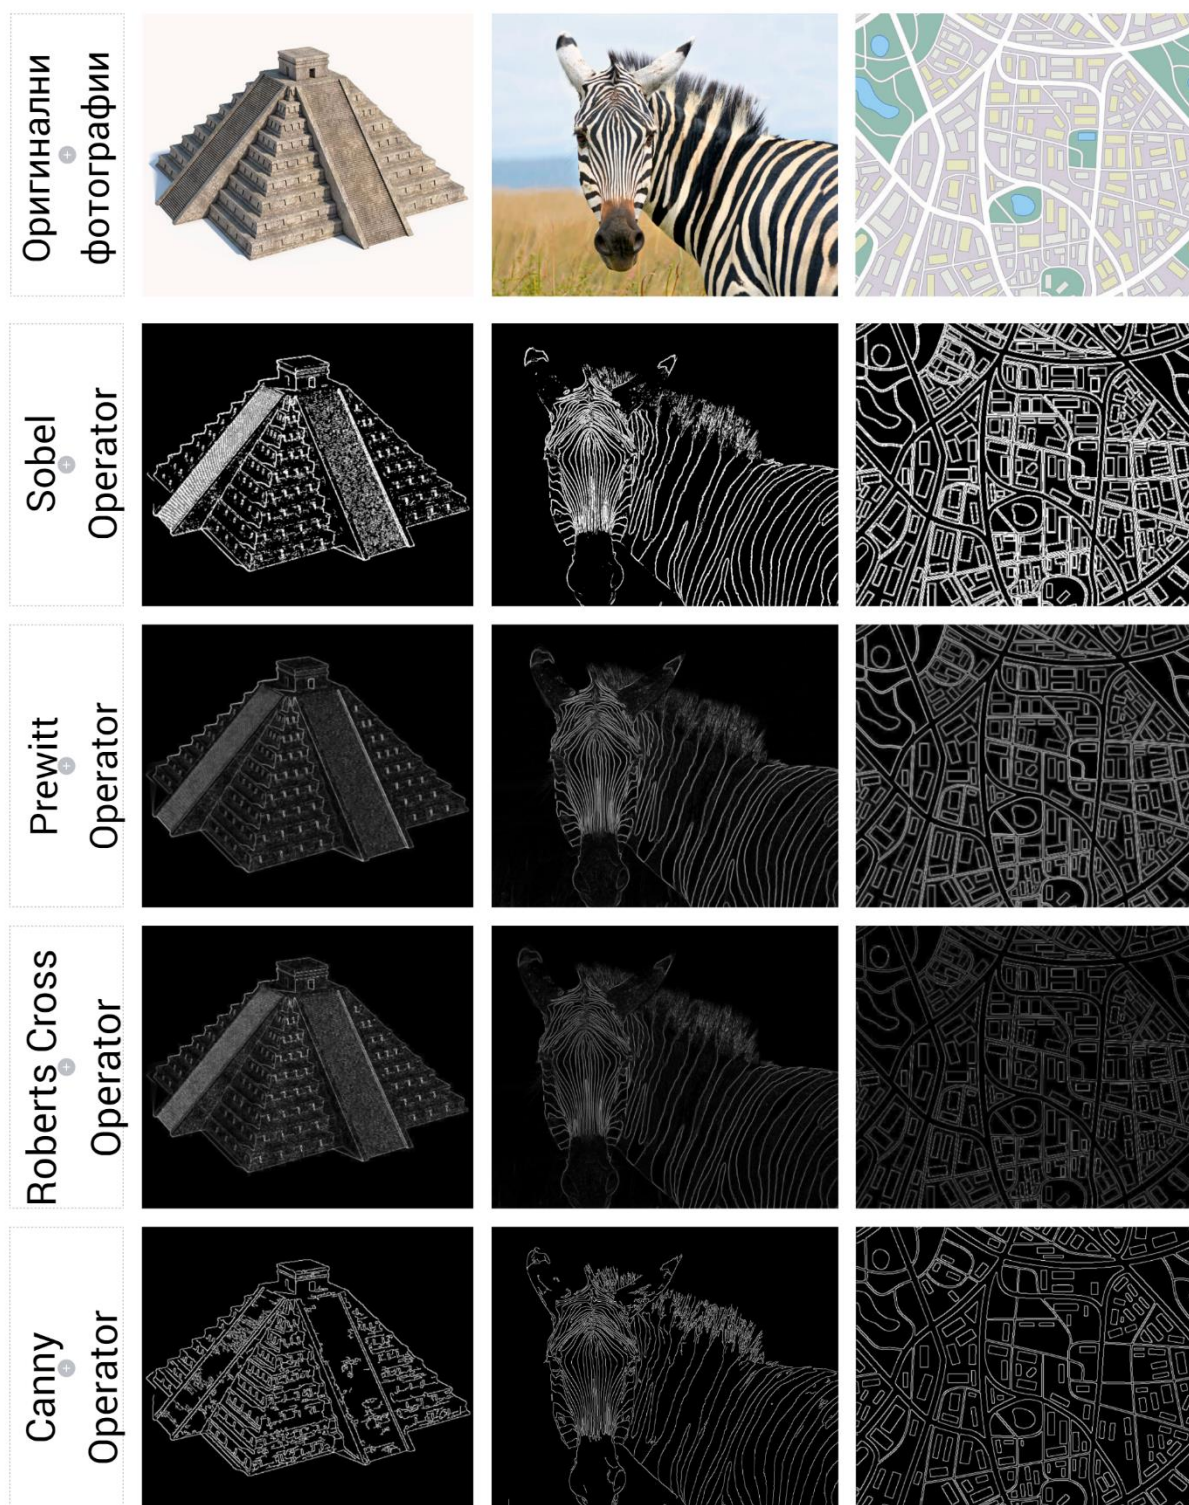 Оригинални
фотографии
Sobel
Operator
Prewitt
Operator
Roberts Cross
Operator
Canny
Operator